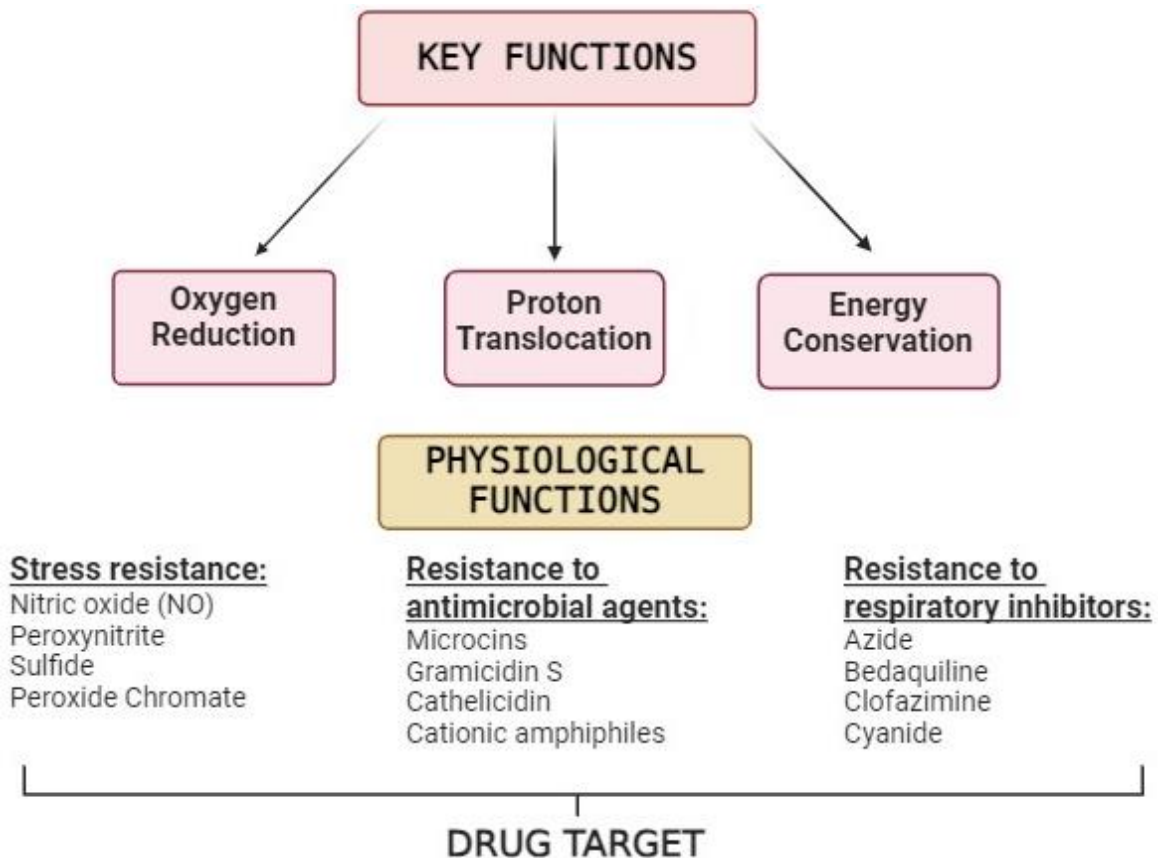 KEY FUNCTIONS
Oxygen
Reduction
Proton
Translocation
Energy
Conservation
PHYSIOLOGICAL
FUNCTIONS
Stress resistance:
Nitric oxide (NO)
Peroxynitrite
Sulfide
Peroxide Chromate
Resistance to
antimicrobial agents:
Microcins
Gramicidin S
Cathelicidin
Cationic amphiphiles
Resistance to
respiratory inhibitors:
Azide
Bedaquiline
Clofazimine
Cyanide
DRUG TARGET